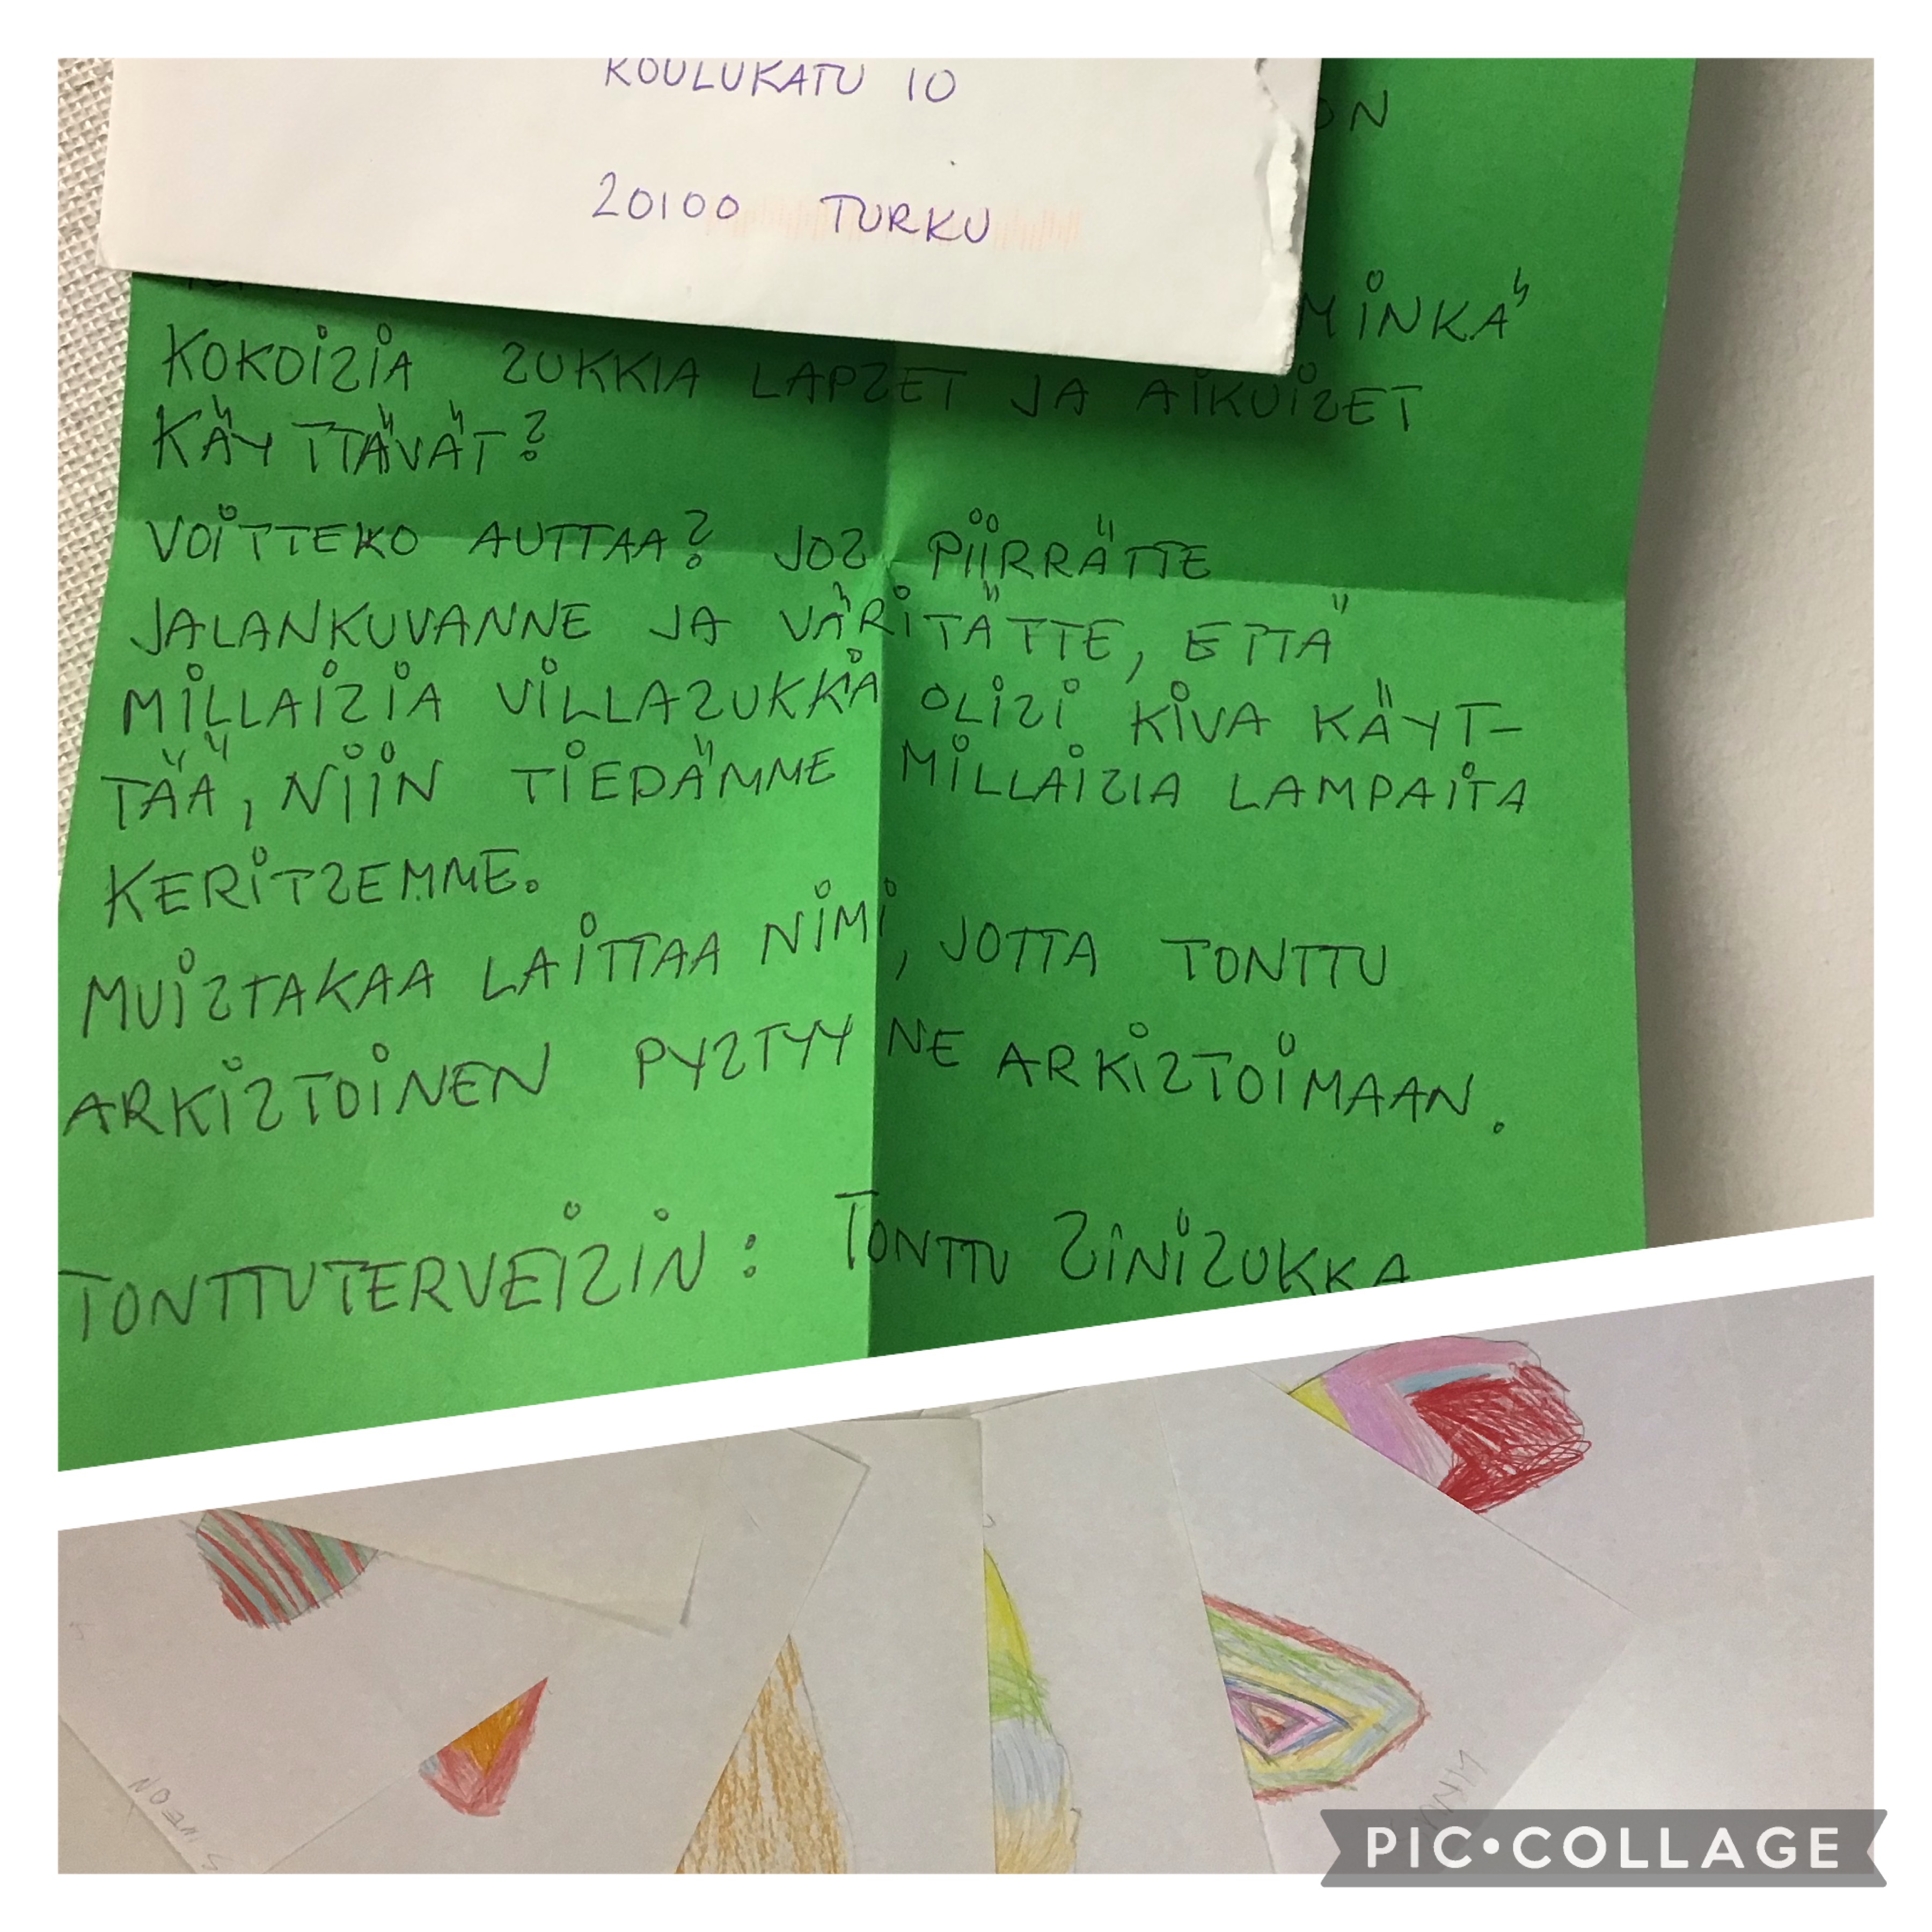 KOULUKATU 10
20100 TURKU
MINKÄ
KOKOISIA SUKKIA LAPSET JA AIKUISET
KÄYTTÄVÄT?
VOITTEKO AUTTAA? JOS PIIRRÄTTE
JALANKUVANNE JA VÄRITÄTTE, ETTÄ
MILLAISIA VILLASUKKIA OLISI KIVA KÄYT-
TÄÄ, NIIN TIEDÄMME MILLAISIA LAMPAITA
KERITSEMME.
MUISTAKAA LAITTAA NIMI, JOTTA TONTTU
ARKISTOINEN PYSTYY NE ARKISTOIMAAN.
TONTTUTERVEISIN: TONTTU SINISUKKA
SIMEON
PIC•COLLAGE